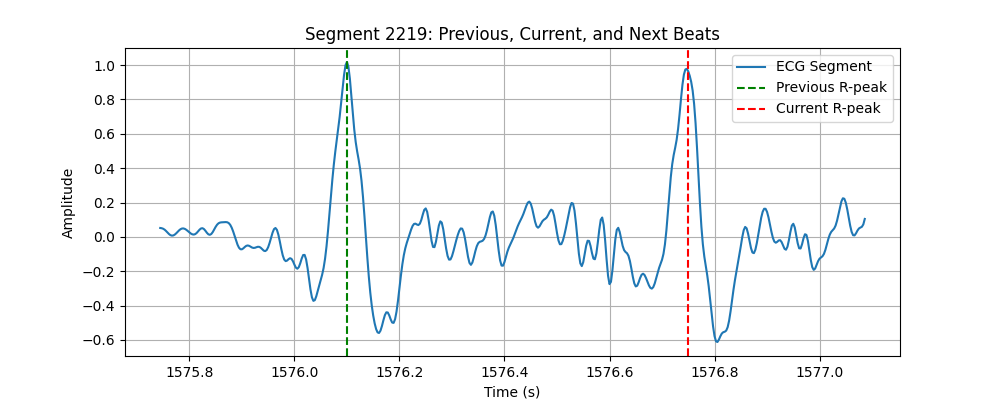 Segment 2219: Previous, Current, and Next Beats
ECG Segment
Previous R-peak
Current R-peak
1.0
0.8
0.6
0.4
0.2
0.0
−0.2
−0.4
−0.6
Amplitude
1575.8 1576.0 1576.2 1576.4 1576.6 1576.8 1577.0
Time (s)